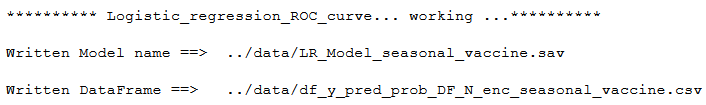 ********** Logistic_regression_ROC_curve... working ...**********
Written Model name ==>  ../data/LR_Model_seasonal_vaccine.sav
Written DataFrame ==>   ../data/df_y_pred_prob_DF_N_enc_seasonal_vaccine.csv